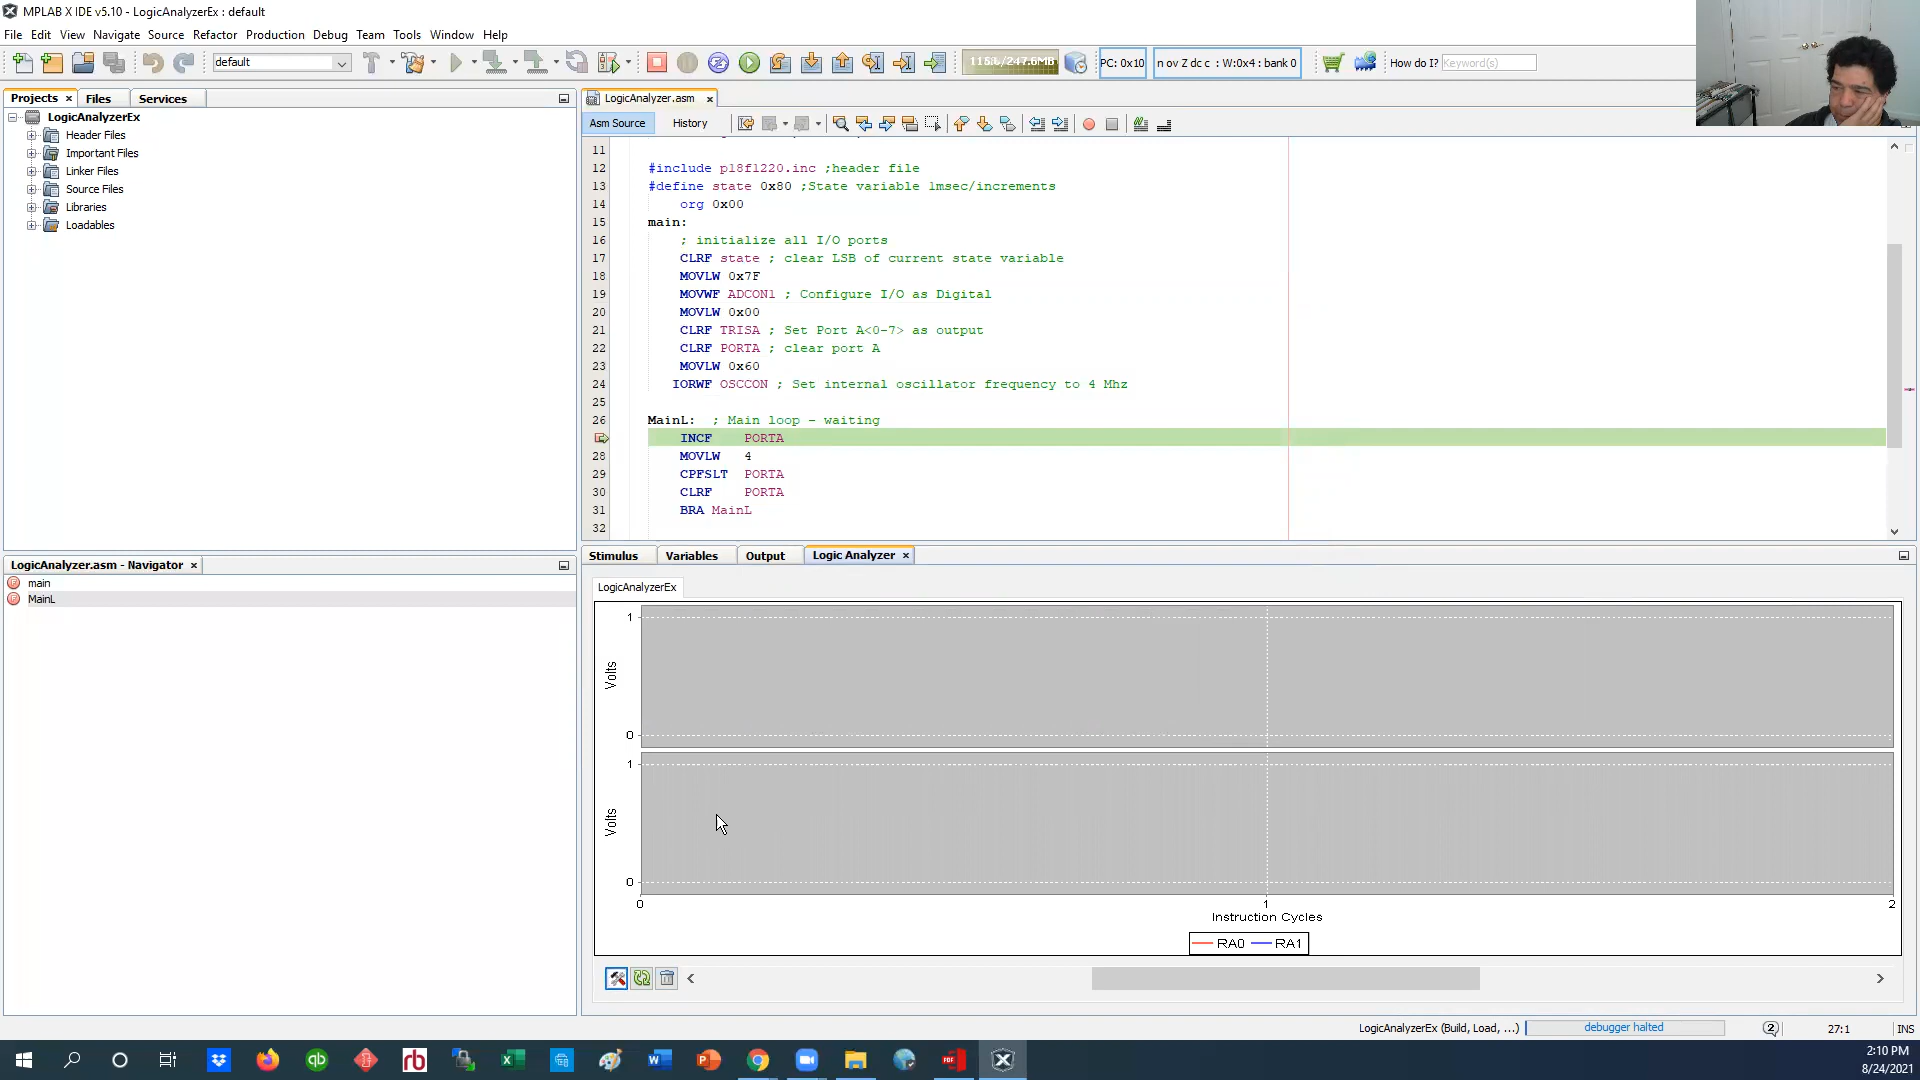 MPLAB X IDE v5.10 - LogicAnalyzerEx : default
File Edit View Navigate Source Refactor Production Debug Team Tools Window Help
default
PC: 0x10
n ov Z dc c : W:0x4 : bank 0
How do I? Keyword(s)
Projects × Files Services
LogicAnalyzerEx
Header Files
Important Files
Linker Files
Source Files
Libraries
Loadables
LogicAnalyzer.asm ×
Asm Source History
11
12 #include p18f1220.inc ;header file
13 #define state 0x80 ;State variable 1msec/increments
14 org 0x00
15 main:
16 ; initialize all I/O ports
17 CLRF state ; clear LSB of current state variable
18 MOVLW 0x7F
19 MOVWF ADCON1 ; Configure I/O as Digital
20 MOVLW 0x00
21 CLRF TRISA ; Set Port A<0-7> as output
22 CLRF PORTA ; clear port A
23 MOVLW 0x60
24 IORWF OSCCON ; Set internal oscillator frequency to 4 Mhz
25
26 MainL: ; Main loop - waiting
INCF PORTA
28 MOVLW 4
29 CPFSLT PORTA
30 CLRF PORTA
31 BRA MainL
32
LogicAnalyzer.asm - Navigator ×
main
MainL
Stimulus Variables Output Logic Analyzer ×
LogicAnalyzerEx
1
Volts
0
1
Volts
0
0 1 2
Instruction Cycles
RA0 RA1
LogicAnalyzerEx (Build, Load, ...) debugger halted 2 27:1 INS
2:10 PM
8/24/2021